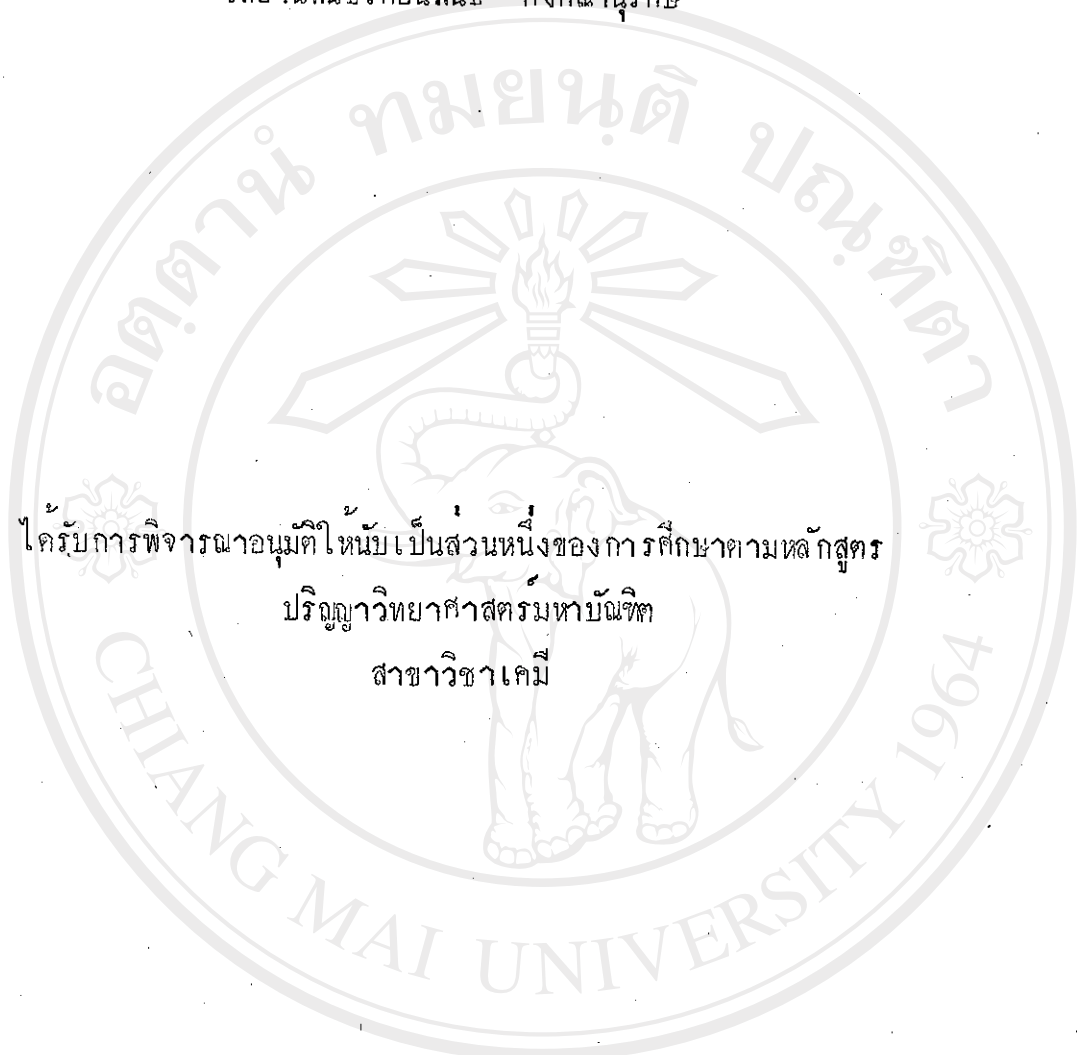 อตฺตานํ ทมยนฺติ ปณฺฑิตา
ได้รับการพิจารณาอนุมัติให้นับเป็นส่วนหนึ่งของการศึกษาตามหลักสูตร
ปริญญาวิทยาศาสตร์มหาบัณฑิต
สาขาวิชาเคมี
CHIANG MAI UNIVERSITY 1964